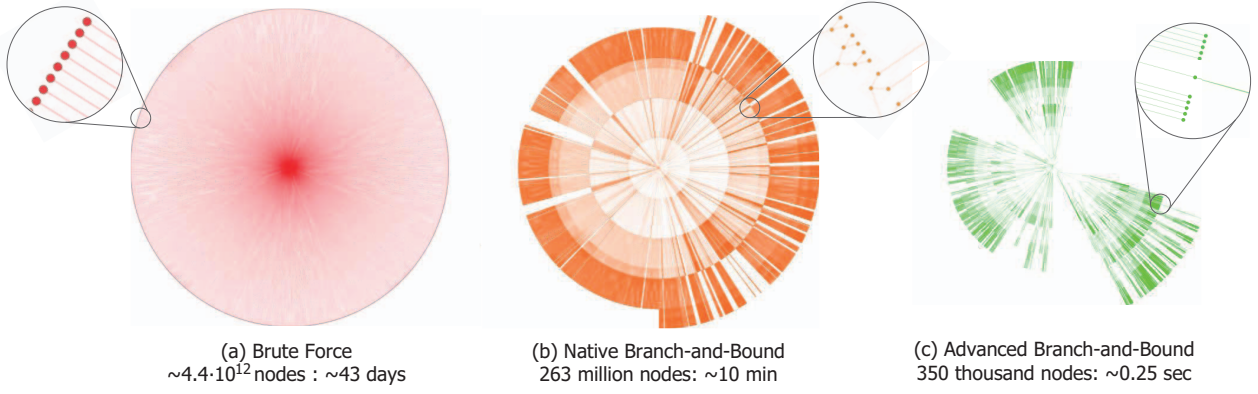 (a) Brute Force
~4.4·10¹² nodes : ~43 days
(b) Native Branch-and-Bound
263 million nodes: ~10 min
(c) Advanced Branch-and-Bound
350 thousand nodes: ~0.25 sec